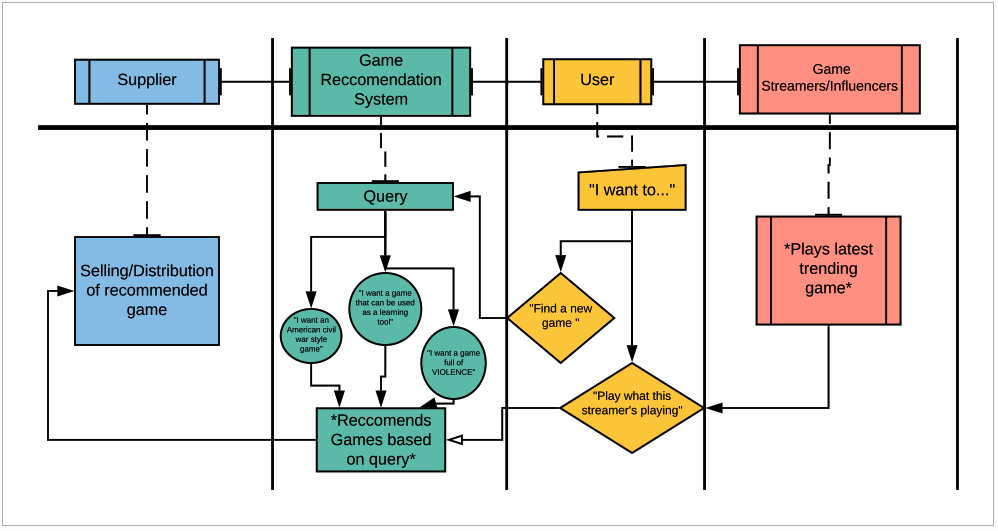 Supplier
Game
Reccomendation
System
User
Game
Streamers/Influencers
Query
"I want to..."
Selling/Distribution
of recommended
game
*Plays latest
trending
game*
"I want a game
that can be used
as a learning
tool"
"I want an
American civil
war style
game"
"Find a new
game "
"I want a game
full of
VIOLENCE"
"Play what this
streamer's playing"
*Reccomends
Games based
on query*